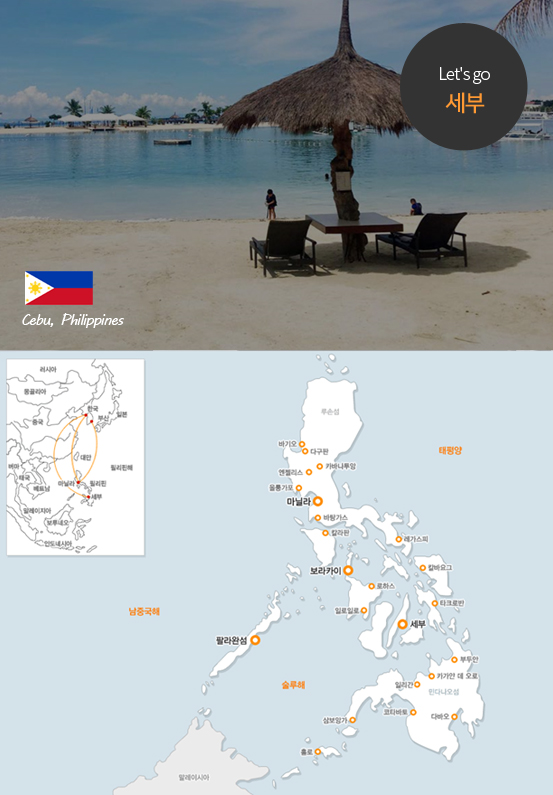 Let's go
세부
Cebu, Philippines
러시아
몽골리아
한국
일본
중국
부산
대만
필리핀해
버마
태국
마닐라
필리핀
베트남
세부
말레이지아
보루네오
인도네시아
루손섬
바기오
다구판
태평양
카바나투암
엔젤리스
올롱가포
마닐라
바탕가스
칼라판
레가스피
보라카이
칼바요그
로하스
남중국해
일로일로
타크로반
세부
팔라완섬
부투안
카가얀 데 오로
술루해
일리간
민다나오섬
코타바토
삼보앙가
다바오
홀로
말레이시아